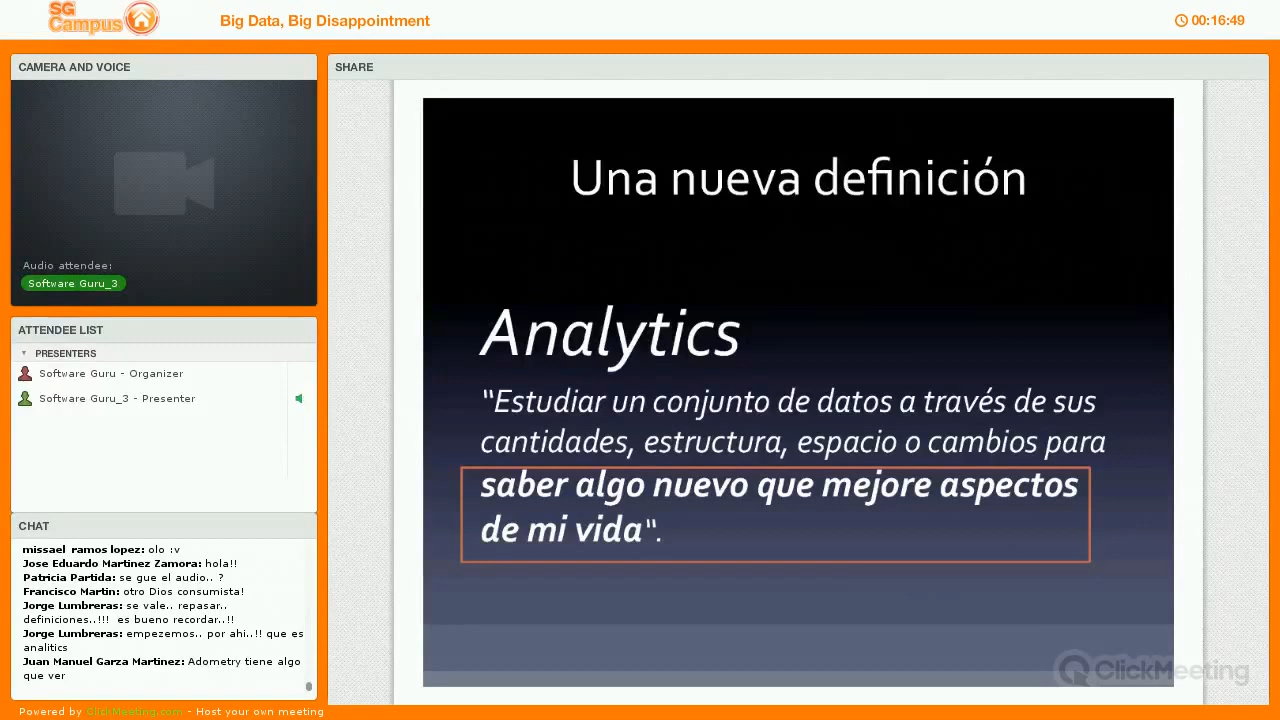 SG
Campus
Big Data, Big Disappointment
00:16:49
CAMERA AND VOICE
Audio attendee:
Software Guru_3
ATTENDEE LIST
PRESENTERS
Software Guru - Organizer
Software Guru_3 - Presenter
CHAT
missael ramos lopez: olo :v
Jose Eduardo Martinez Zamora: hola!!
Patricia Partida: se gue el audio.. ?
Francisco Martin: otro Dios consumista!
Jorge Lumbreras: se vale.. repasar..
definiciones..!!! es bueno recordar..!!
Jorge Lumbreras: empezemos.. por ahi..!! que es
analitics
Juan Manuel Garza Martinez: Adometry tiene algo
que ver
SHARE
Una nueva definición
Analytics
"Estudiar un conjunto de datos a través de sus
cantidades, estructura, espacio o cambios para
saber algo nuevo que mejore aspectos
de mi vida".
ClickMeeting
Powered by ClickMeeting.com - Host your own meeting